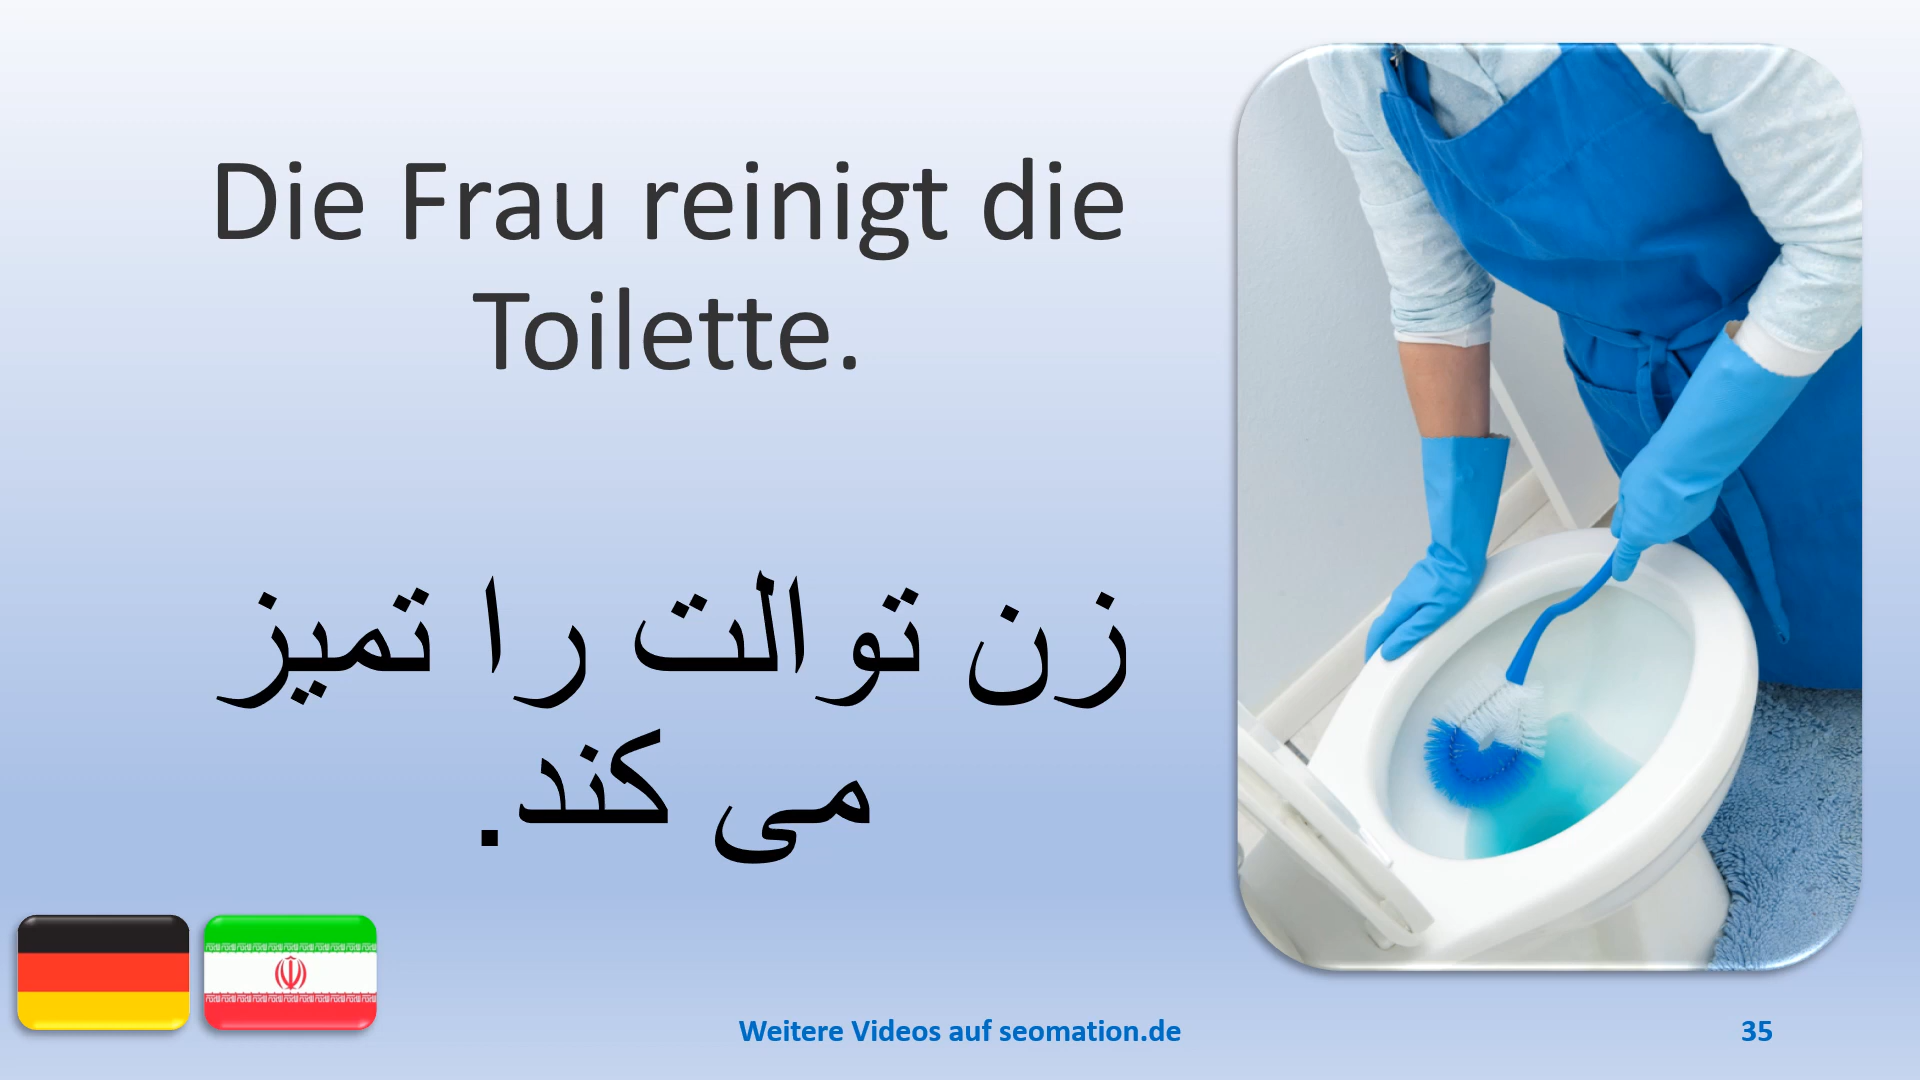 Die Frau reinigt die
Toilette.
زن توالت را تمیز
می کند.
Weitere Videos auf seomation.de
35